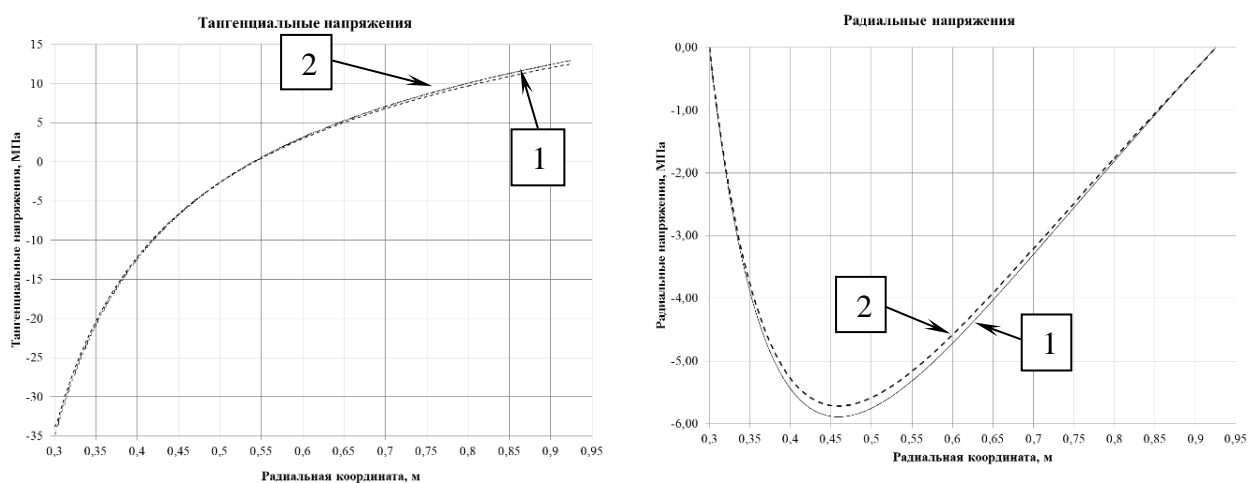 Тангенциальные напряжения
15
10
5
0
-5
-10
-15
-20
-25
-30
-35
Тангенциальные напряжения, МПа
2
1
0,3 0,35 0,4 0,45 0,5 0,55 0,6 0,65 0,7 0,75 0,8 0,85 0,9 0,95
Радиальная координата, м
Радиальные напряжения
0,00
-1,00
-2,00
-3,00
-4,00
-5,00
-6,00
Радиальные напряжения, МПа
2
1
0,3 0,35 0,4 0,45 0,5 0,55 0,6 0,65 0,7 0,75 0,8 0,85 0,9 0,95
Радиальная координата, м